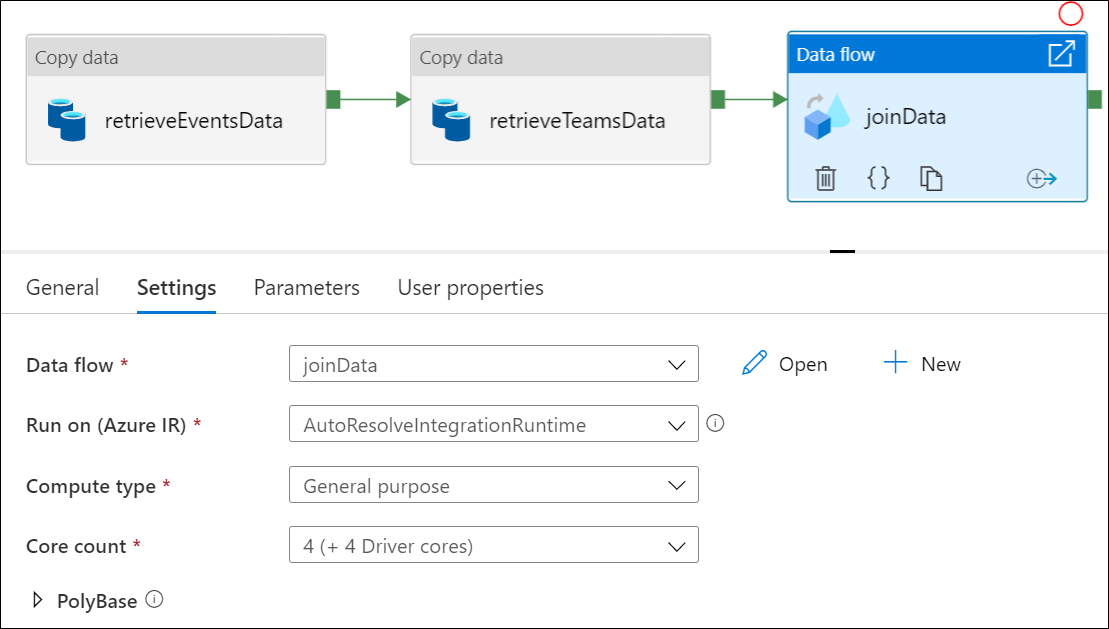 Copy data
retrieveEventsData
Copy data
retrieveTeamsData
Data flow
joinData
{}
General Settings Parameters User properties
Data flow * joinData Open New
Run on (Azure IR) * AutoResolveIntegrationRuntime
Compute type * General purpose
Core count * 4 (+ 4 Driver cores)
PolyBase